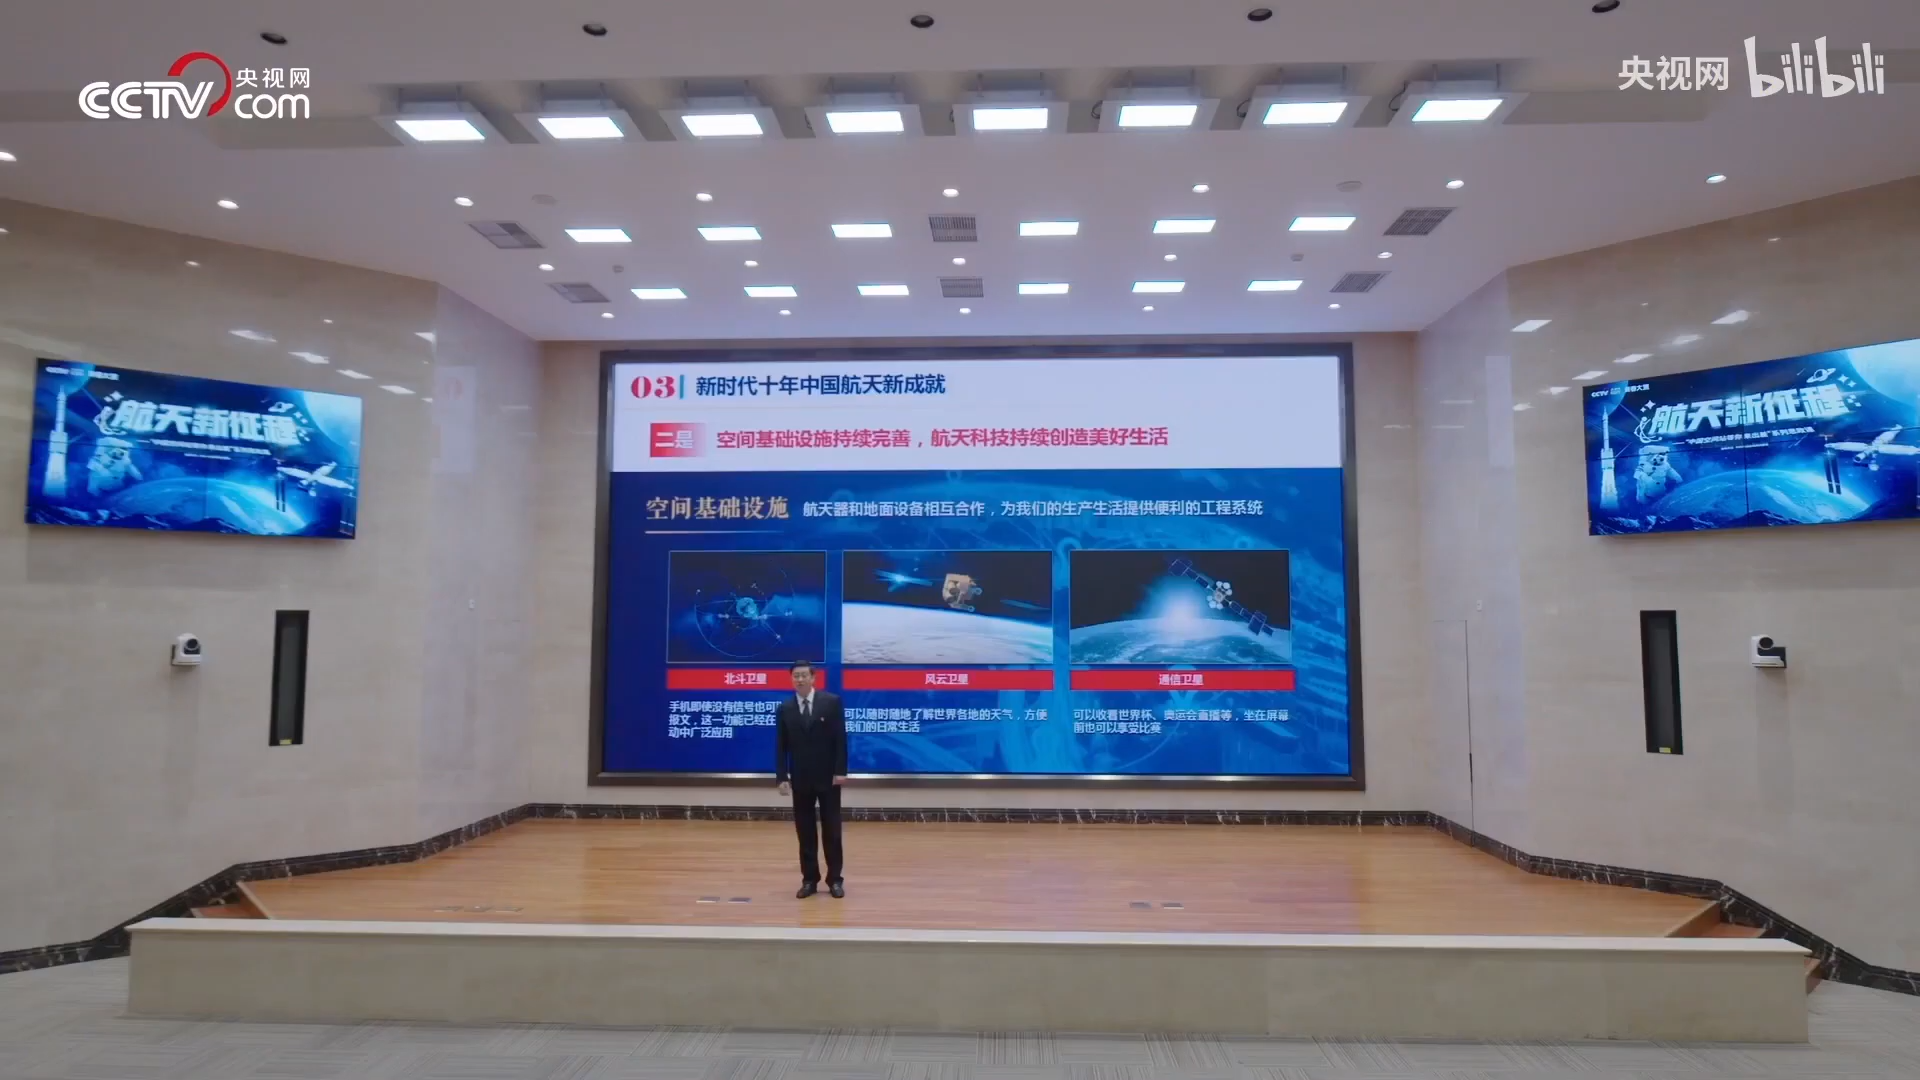 CCTV.com 央视网
央视网 bilibili
03 新时代十年中国航天新成就
二是 空间基础设施持续完善，航天科技持续创造美好生活
空间基础设施 航天器和地面设备相互合作，为我们的生产生活提供便利的工程系统
北斗卫星
手机即使没有信号也可
报文，这一功能已经在
动中广泛应用
风云卫星
可以随时随地了解世界各地的天气，方便
我们的日常生活
通信卫星
可以收看世界杯、奥运会直播等，坐在屏幕
前也可以享受比赛
航天新征程
CCTV
航天新征程